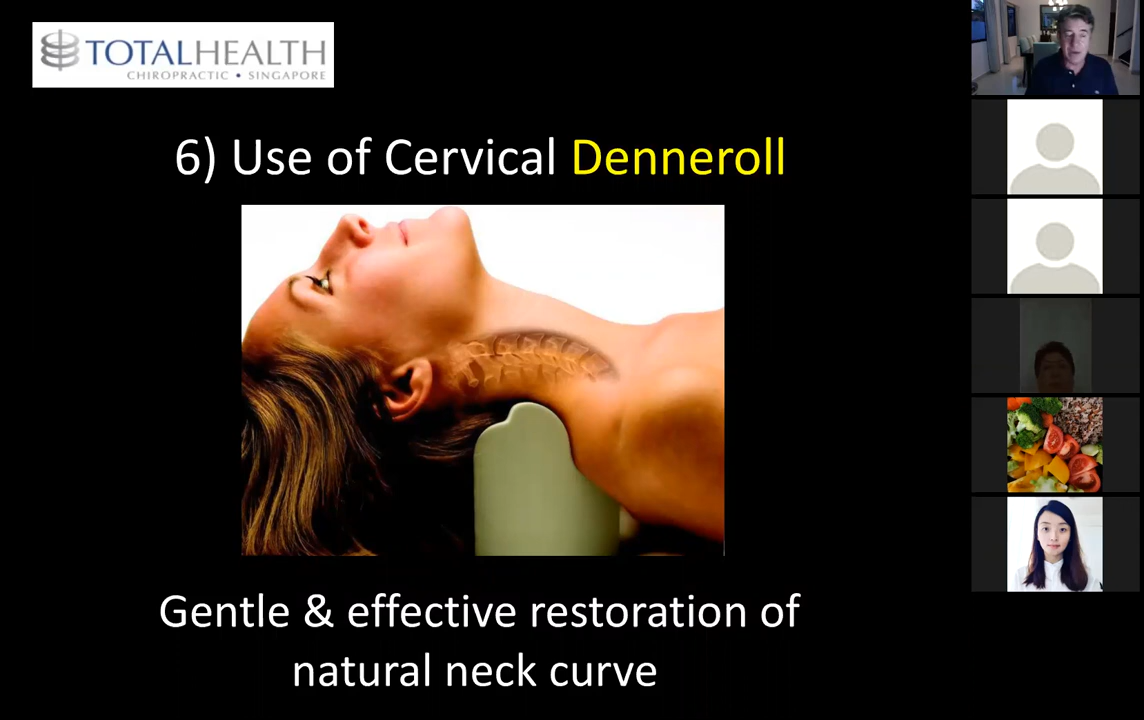 TOTALHEALTH
CHIROPRACTIC • SINGAPORE
6) Use of Cervical Denneroll
Gentle & effective restoration of
natural neck curve